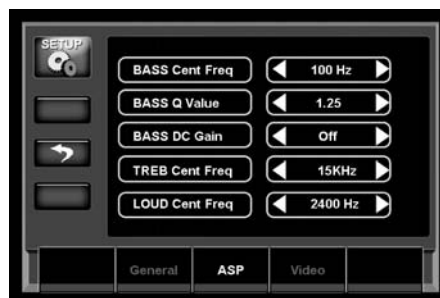 SETUP
BASS Cent Freq 100 Hz
BASS Q Value 1.25
BASS DC Gain Off
TREB Cent Freq 15KHz
LOUD Cent Freq 2400 Hz
General ASP Video